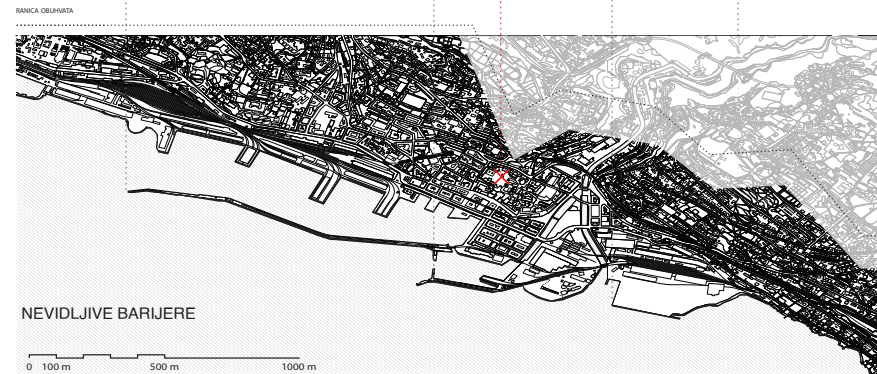 RANICA OBUHVATA
NEVIDLJIVE BARIJERE
0 100 m 500 m 1000 m